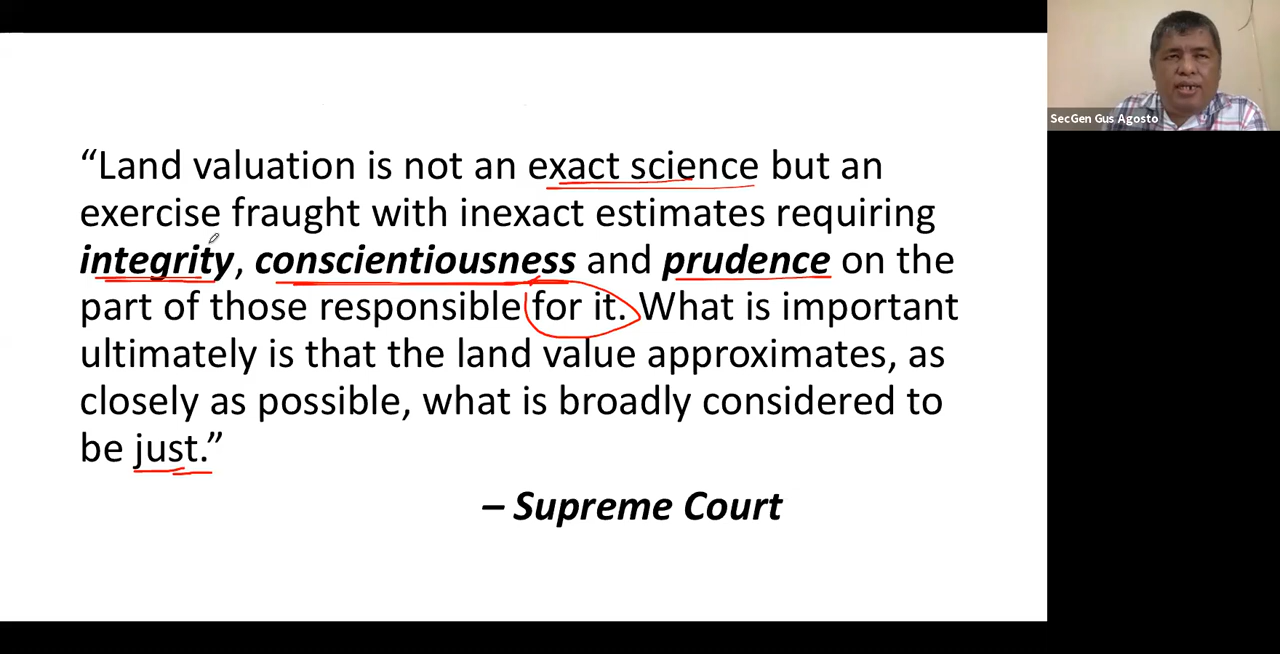 “Land valuation is not an exact science but an
exercise fraught with inexact estimates requiring
integrity, conscientiousness and prudence on the
part of those responsible for it. What is important
ultimately is that the land value approximates, as
closely as possible, what is broadly considered to
be just.”
– Supreme Court
SecGen Gus Agosto